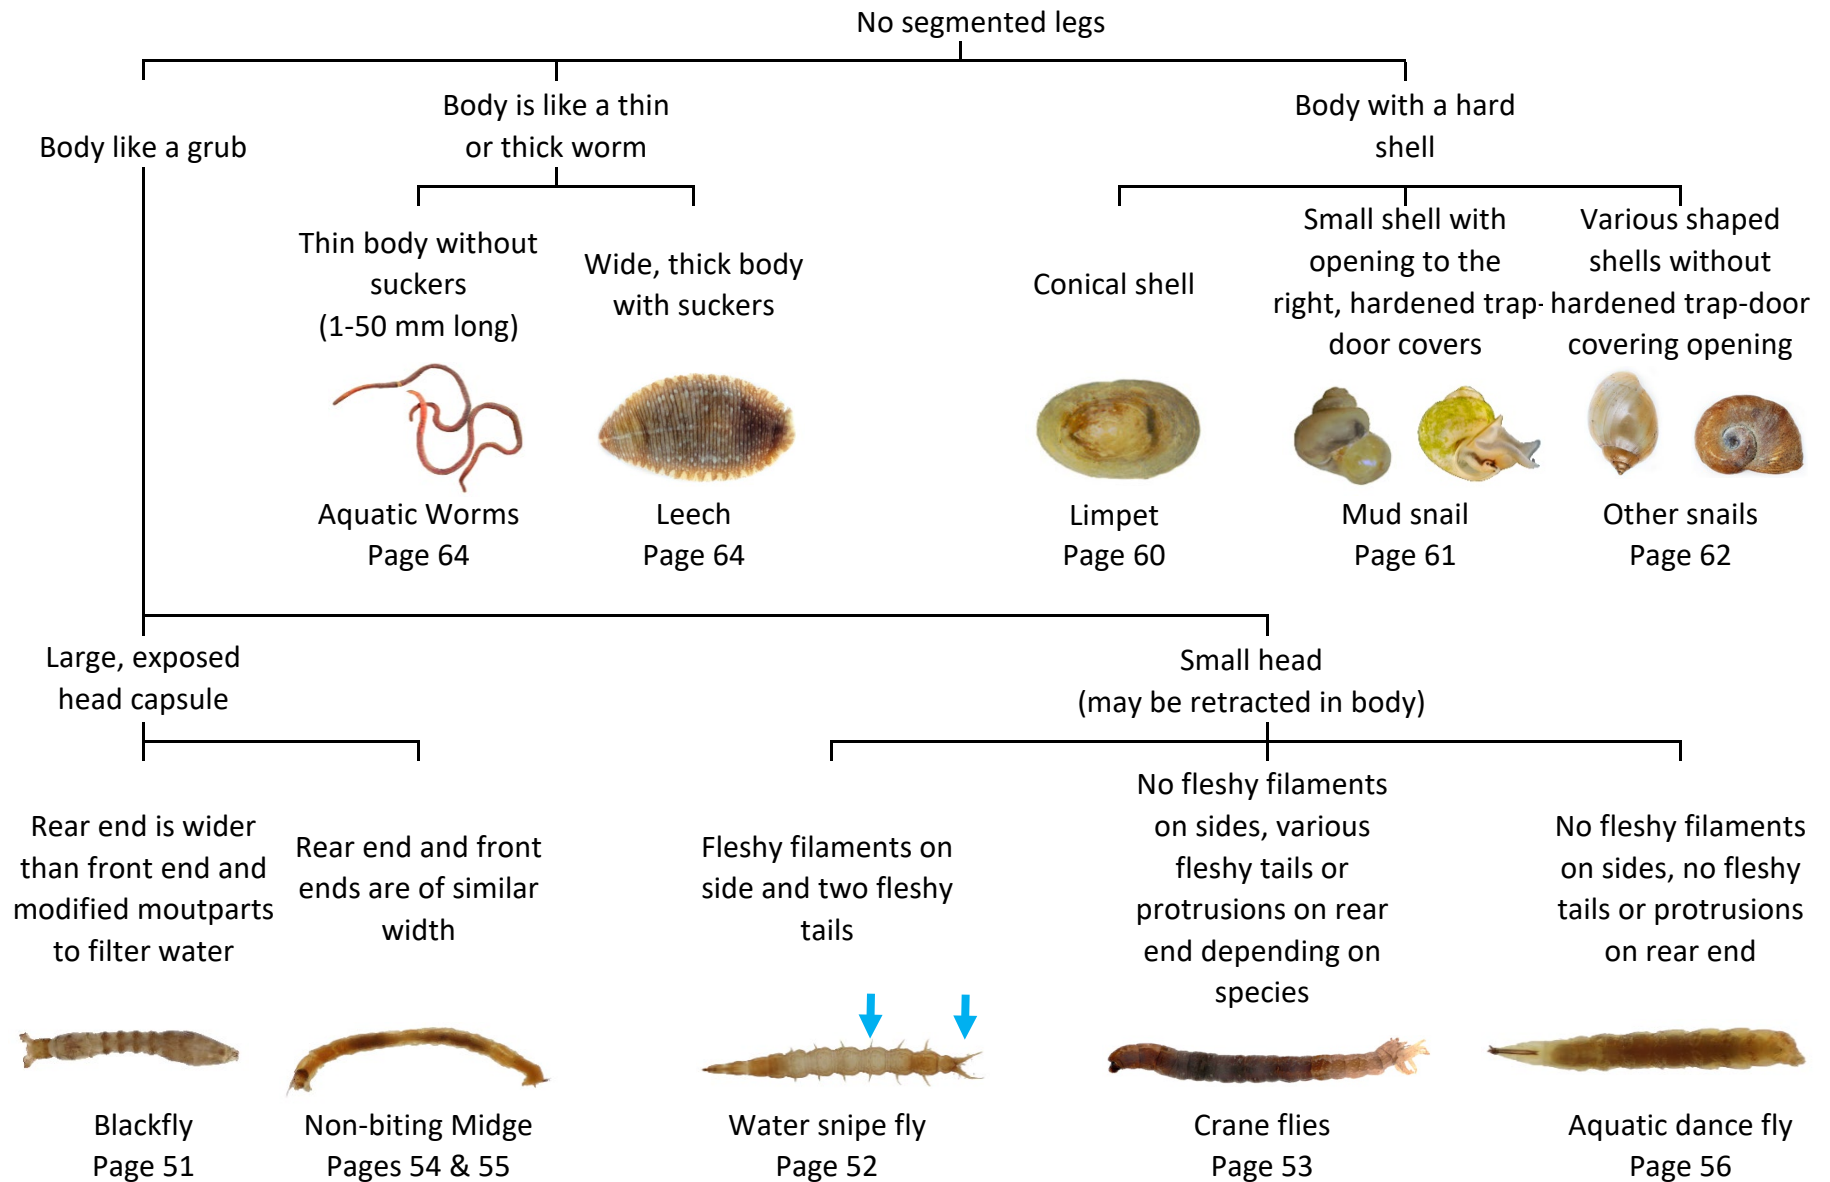 No segmented legs
Body like a grub
Body is like a thin
or thick worm
Body with a hard
shell
Thin body without
suckers
(1-50 mm long)
Wide, thick body
with suckers
Conical shell
Small shell with
opening to the
right, hardened trap-
door covers
Various shaped
shells without
hardened trap-door
covering opening
Aquatic Worms
Page 64
Leech
Page 64
Limpet
Page 60
Mud snail
Page 61
Other snails
Page 62
Large, exposed
head capsule
Small head
(may be retracted in body)
Rear end is wider
than front end and
modified moutparts
to filter water
Rear end and front
ends are of similar
width
Fleshy filaments on
side and two fleshy
tails
No fleshy filaments
on sides, various
fleshy tails or
protrusions on rear
end depending on
species
No fleshy filaments
on sides, no fleshy
tails or protrusions
on rear end
Blackfly
Page 51
Non-biting Midge
Pages 54 & 55
Water snipe fly
Page 52
Crane flies
Page 53
Aquatic dance fly
Page 56